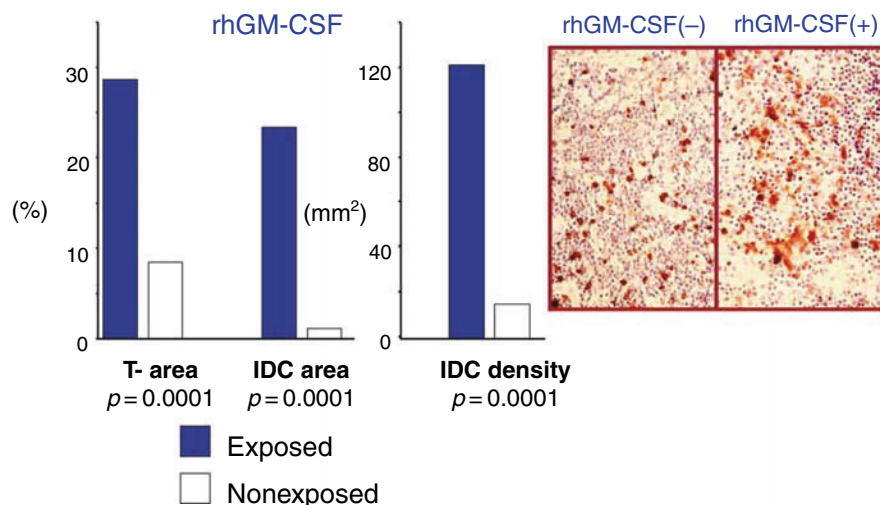 rhGM-CSF
rhGM-CSF(–) rhGM-CSF(+)
30
20
10
0
(%)
120
80
40
0
(mm²)
T- area
p = 0.0001
IDC area
p = 0.0001
IDC density
p = 0.0001
Exposed
Nonexposed